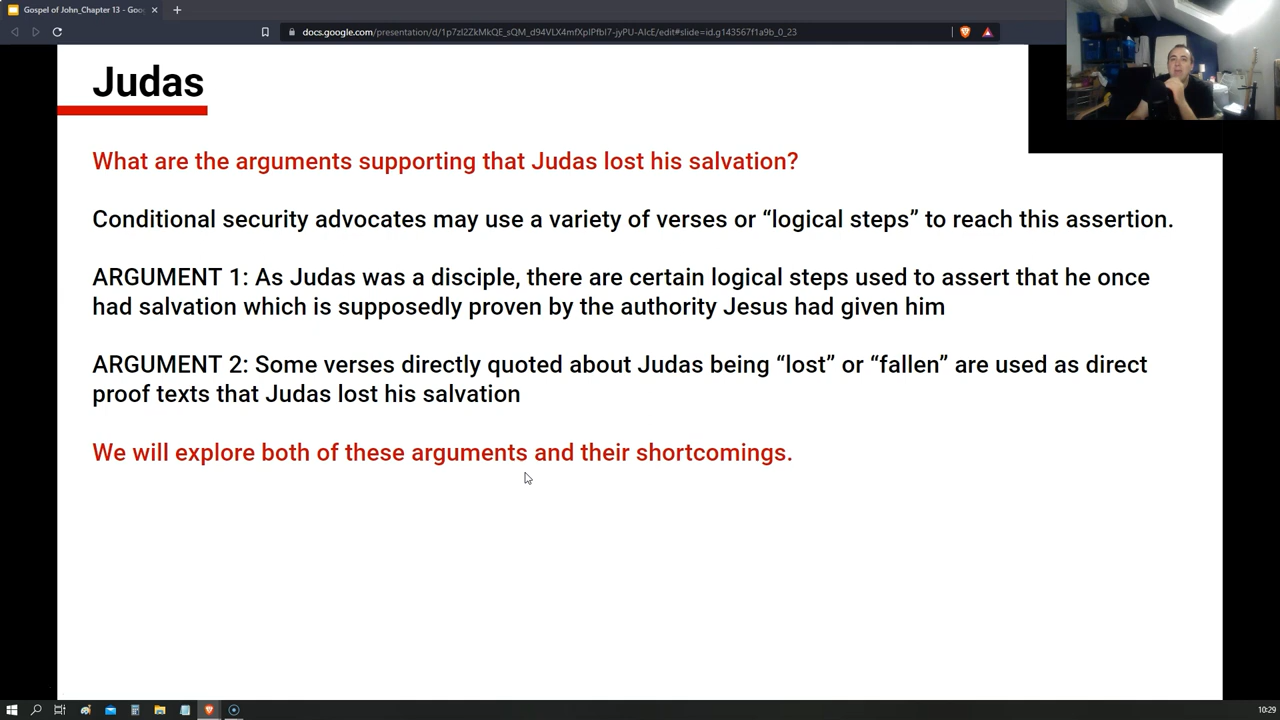 Gospel of John_Chapter 13 - Goo
docs.google.com/presentation/d/1p7zl2ZkMkQE_sQM_d94VLX4mfXpIPfbI7-jyPU-AIcE/edit#slide=id.g143567f1a9b_0_23
Judas
What are the arguments supporting that Judas lost his salvation?
Conditional security advocates may use a variety of verses or “logical steps” to reach this assertion.
ARGUMENT 1: As Judas was a disciple, there are certain logical steps used to assert that he once
had salvation which is supposedly proven by the authority Jesus had given him
ARGUMENT 2: Some verses directly quoted about Judas being “lost” or “fallen” are used as direct
proof texts that Judas lost his salvation
We will explore both of these arguments and their shortcomings.
10:29